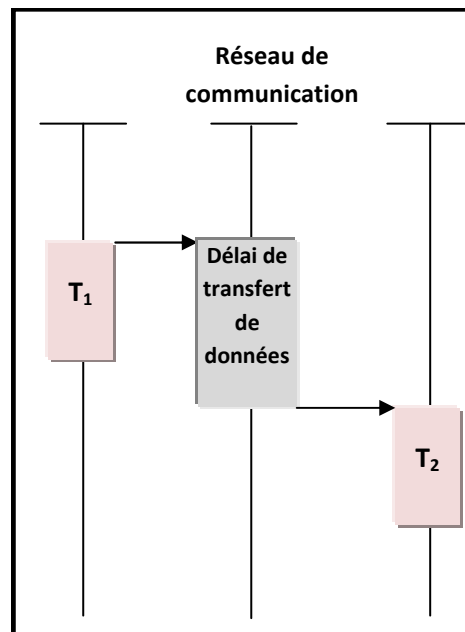 Réseau de
communication
T₁
Délai de
transfert
de
données
T₂